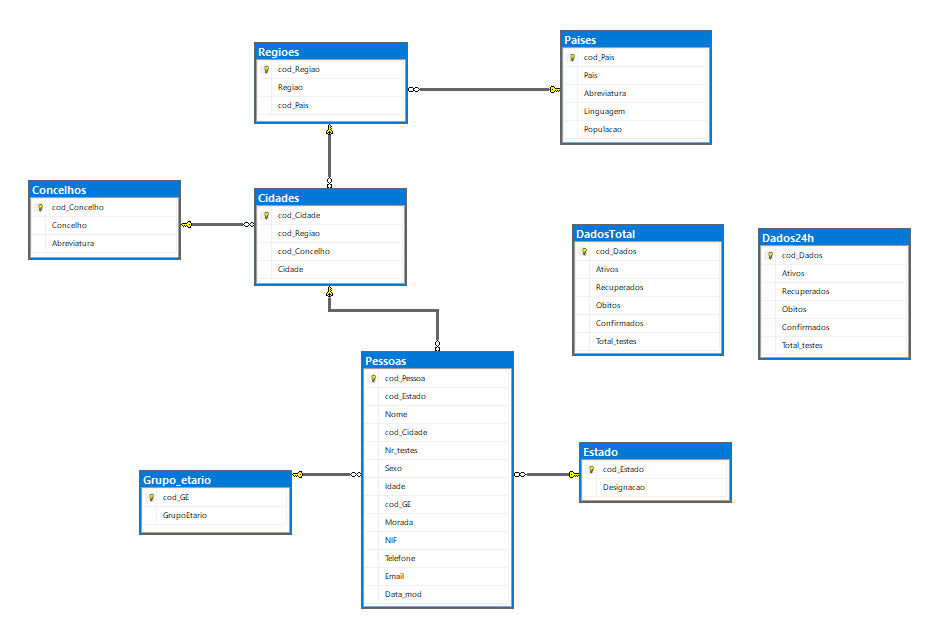 Regioes
cod_Regiao
Regiao
cod_Pais
Paises
cod_Pais
Pais
Abreviatura
Linguagem
Populacao
Concelhos
cod_Concelho
Concelho
Abreviatura
Cidades
cod_Cidade
cod_Regiao
cod_Concelho
Cidade
DadosTotal
cod_Dados
Ativos
Recuperados
Obitos
Confirmados
Total_testes
Dados24h
cod_Dados
Ativos
Recuperados
Obitos
Confirmados
Total_testes
Pessoas
cod_Pessoa
cod_Estado
Nome
cod_Cidade
Nr_testes
Sexo
Idade
cod_GE
Morada
NIF
Telefone
Email
Data_mod
Grupo_etario
cod_GE
GrupoEtario
Estado
cod_Estado
Designacao